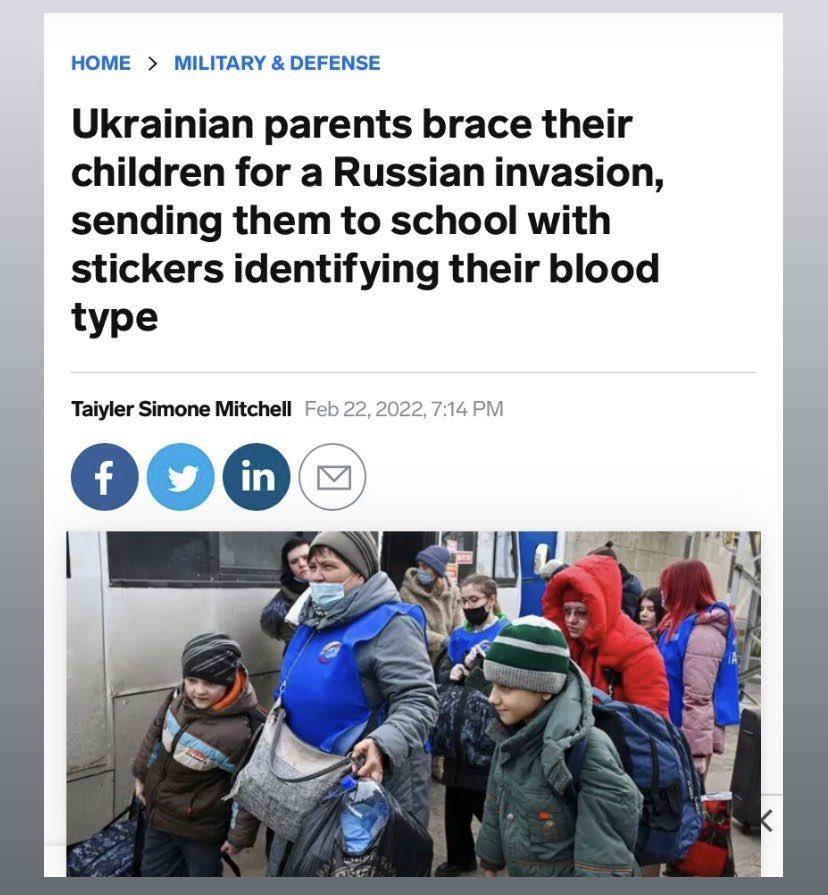 HOME > MILITARY & DEFENSE
Ukrainian parents brace their
children for a Russian invasion,
sending them to school with
stickers identifying their blood
type
Taiyler Simone Mitchell Feb 22, 2022, 7:14 PM
f in